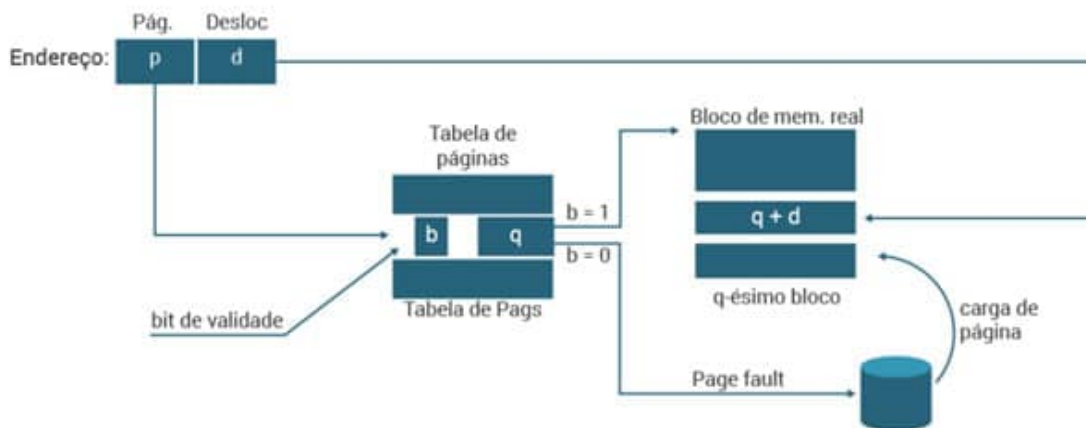 Pág. Desloc
Endereço: p d
Tabela de
páginas
Bloco de mem. real
b q
b = 1
b = 0
q + d
Tabela de Pags
q-ésimo bloco
bit de validade
carga de
página
Page fault